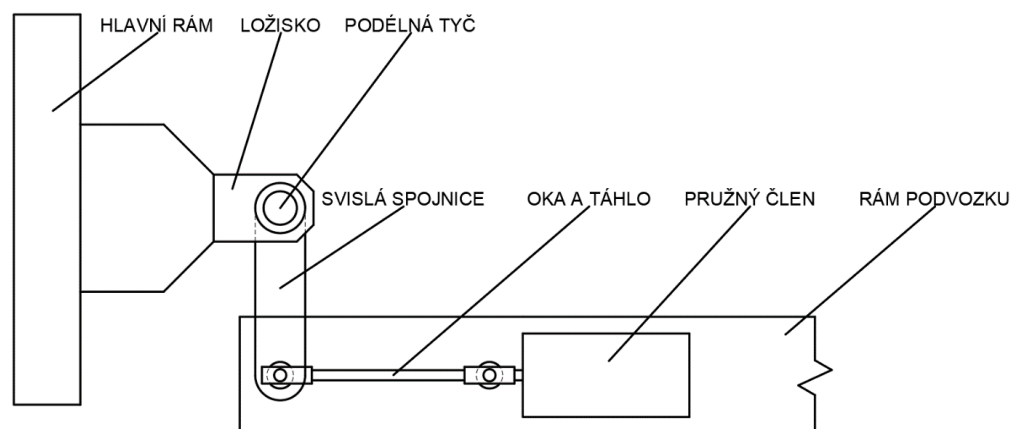 HLAVNÍ RÁM
LOŽISKO
PODÉLNÁ TYČ
SVISLÁ SPOJNICE
OKA A TÁHLO
PRUŽNÝ ČLEN
RÁM PODVOZKU